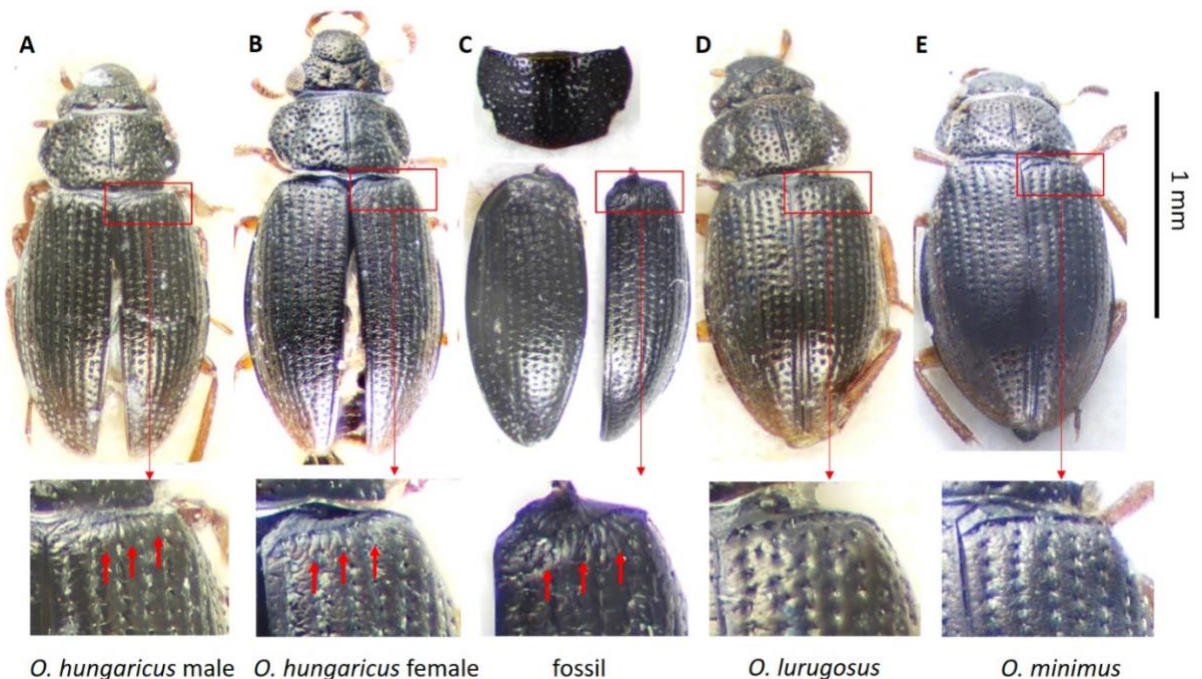 A
B
C
D
E
1 mm
O. hungaricus male
O. hungaricus female
fossil
O. lurugosus
O. minimus